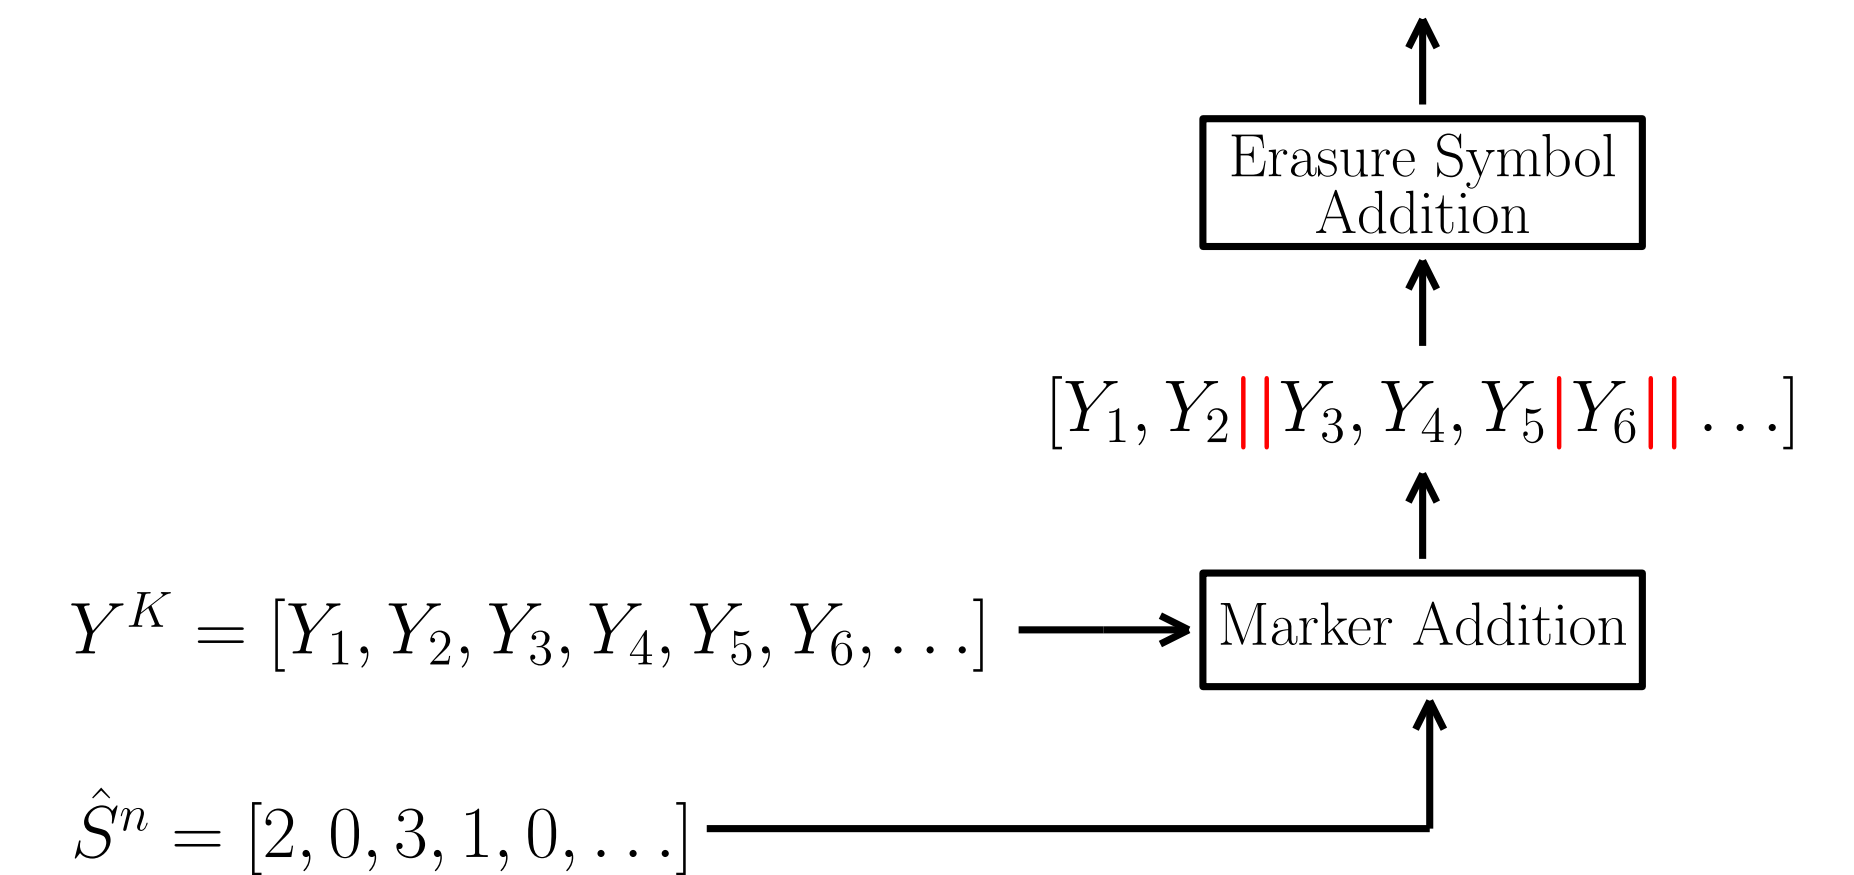 Erasure Symbol
Addition
[Y₁, Y₂||Y₃, Y₄, Y₅|Y₆|| . . .]
Yᴷ = [Y₁, Y₂, Y₃, Y₄, Y₅, Y₆, . . .]
Marker Addition
Ŝⁿ = [2, 0, 3, 1, 0, . . .]